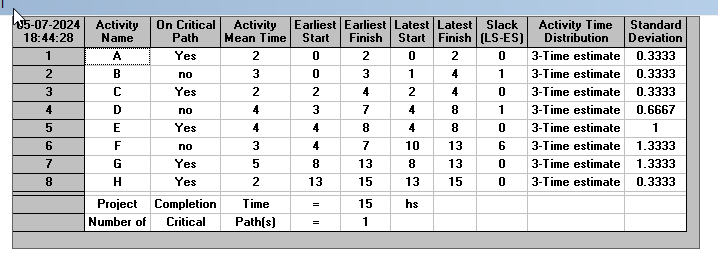 05-07-2024 Activity On Critical Activity Earliest Earliest Latest Latest Slack Activity Time Standard
18:44:28 Name Path Mean Time Start Finish Start Finish (LS-ES) Distribution Deviation
1 A Yes 2 0 2 0 2 0 3-Time estimate 0.3333
2 B no 3 0 3 1 4 1 3-Time estimate 0.3333
3 C Yes 2 2 4 2 4 0 3-Time estimate 0.3333
4 D no 4 3 7 4 8 1 3-Time estimate 0.6667
5 E Yes 4 4 8 4 8 0 3-Time estimate 1
6 F no 3 4 7 10 13 6 3-Time estimate 1.3333
7 G Yes 5 8 13 8 13 0 3-Time estimate 1.3333
8 H Yes 2 13 15 13 15 0 3-Time estimate 0.3333
Project Completion Time = 15 hs
Number of Critical Path(s) = 1